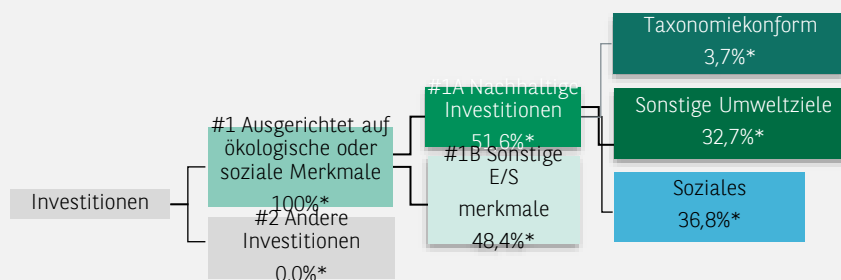 Investitionen
#1 Ausgerichtet auf
ökologische oder
soziale Merkmale
100%*
#2 Andere
Investitionen
0,0%*
#1A Nachhaltige
Investitionen
51,6%*
#1B Sonstige
E/S
merkmale
48,4%*
Taxonomiekonform
3,7%*
Sonstige Umweltziele
32,7%*
Soziales
36,8%*